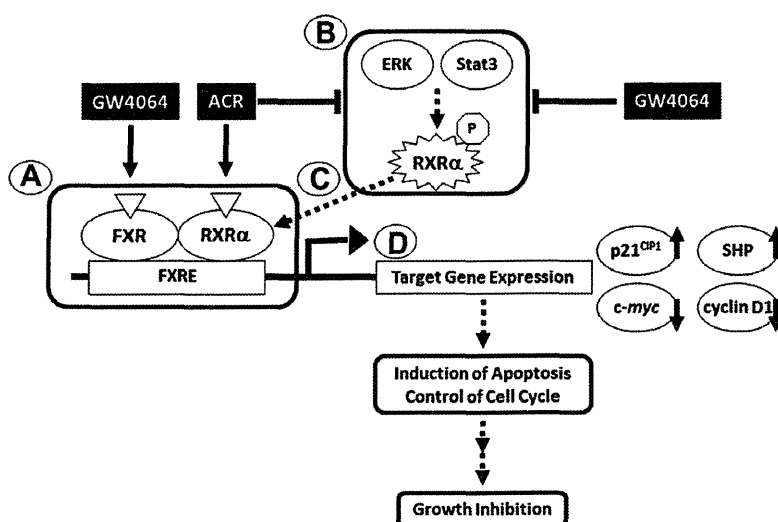 B
ERK
Stat3
GW4064
ACR
GW4064
P
RXRα
A
C
FXR
RXRα
D
p21CIP1
SHP
FXRE
Target Gene Expression
c-myc
cyclin D1
Induction of Apoptosis
Control of Cell Cycle
Growth Inhibition